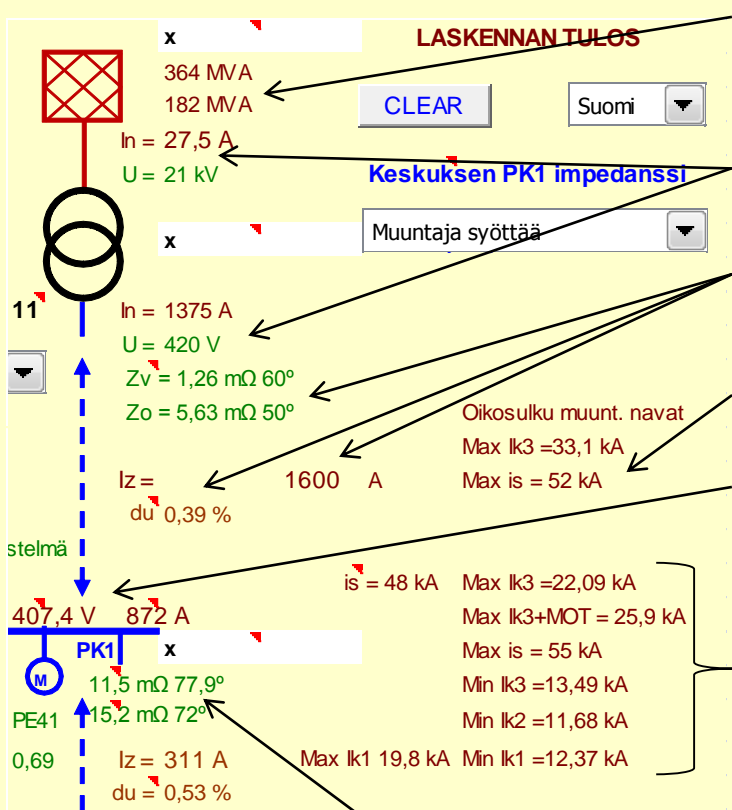 x
LASKENNAN TULOS
364 MVA
182 MVA
CLEAR
Suomi
In = 27,5 A
U = 21 kV
Keskuksen PK1 impedanssi
x
Muuntaja syöttää
11
In = 1375 A
U = 420 V
Zv = 1,26 mΩ 60º
Zo = 5,63 mΩ 50º
Oikosulku muunt. navat
Max Ik3 =33,1 kA
Iz = 1600 A
Max is = 52 kA
du 0,39 %
stelmä
is = 48 kA Max Ik3 =22,09 kA
407,4 V 872 A
Max Ik3+MOT = 25,9 kA
PK1 x
Max is = 55 kA
M
11,5 mΩ 77,9º
Min Ik3 =13,49 kA
PE41 15,2 mΩ 72º
Min Ik2 =11,68 kA
0,69 Iz = 311 A
Max Ik1 19,8 kA Min Ik1 =12,37 kA
du = 0,53 %